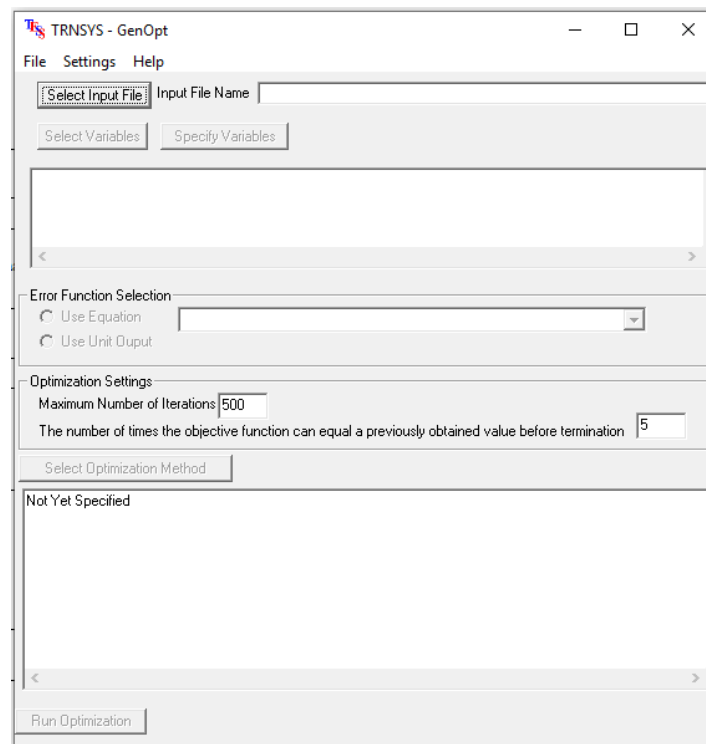 TRNSYS - GenOpt
File Settings Help
Select Input File Input File Name
Select Variables Specify Variables
Error Function Selection
Use Equation
Use Unit Ouput
Optimization Settings
Maximum Number of Iterations 500
The number of times the objective function can equal a previously obtained value before termination 5
Select Optimization Method
Not Yet Specified
Run Optimization